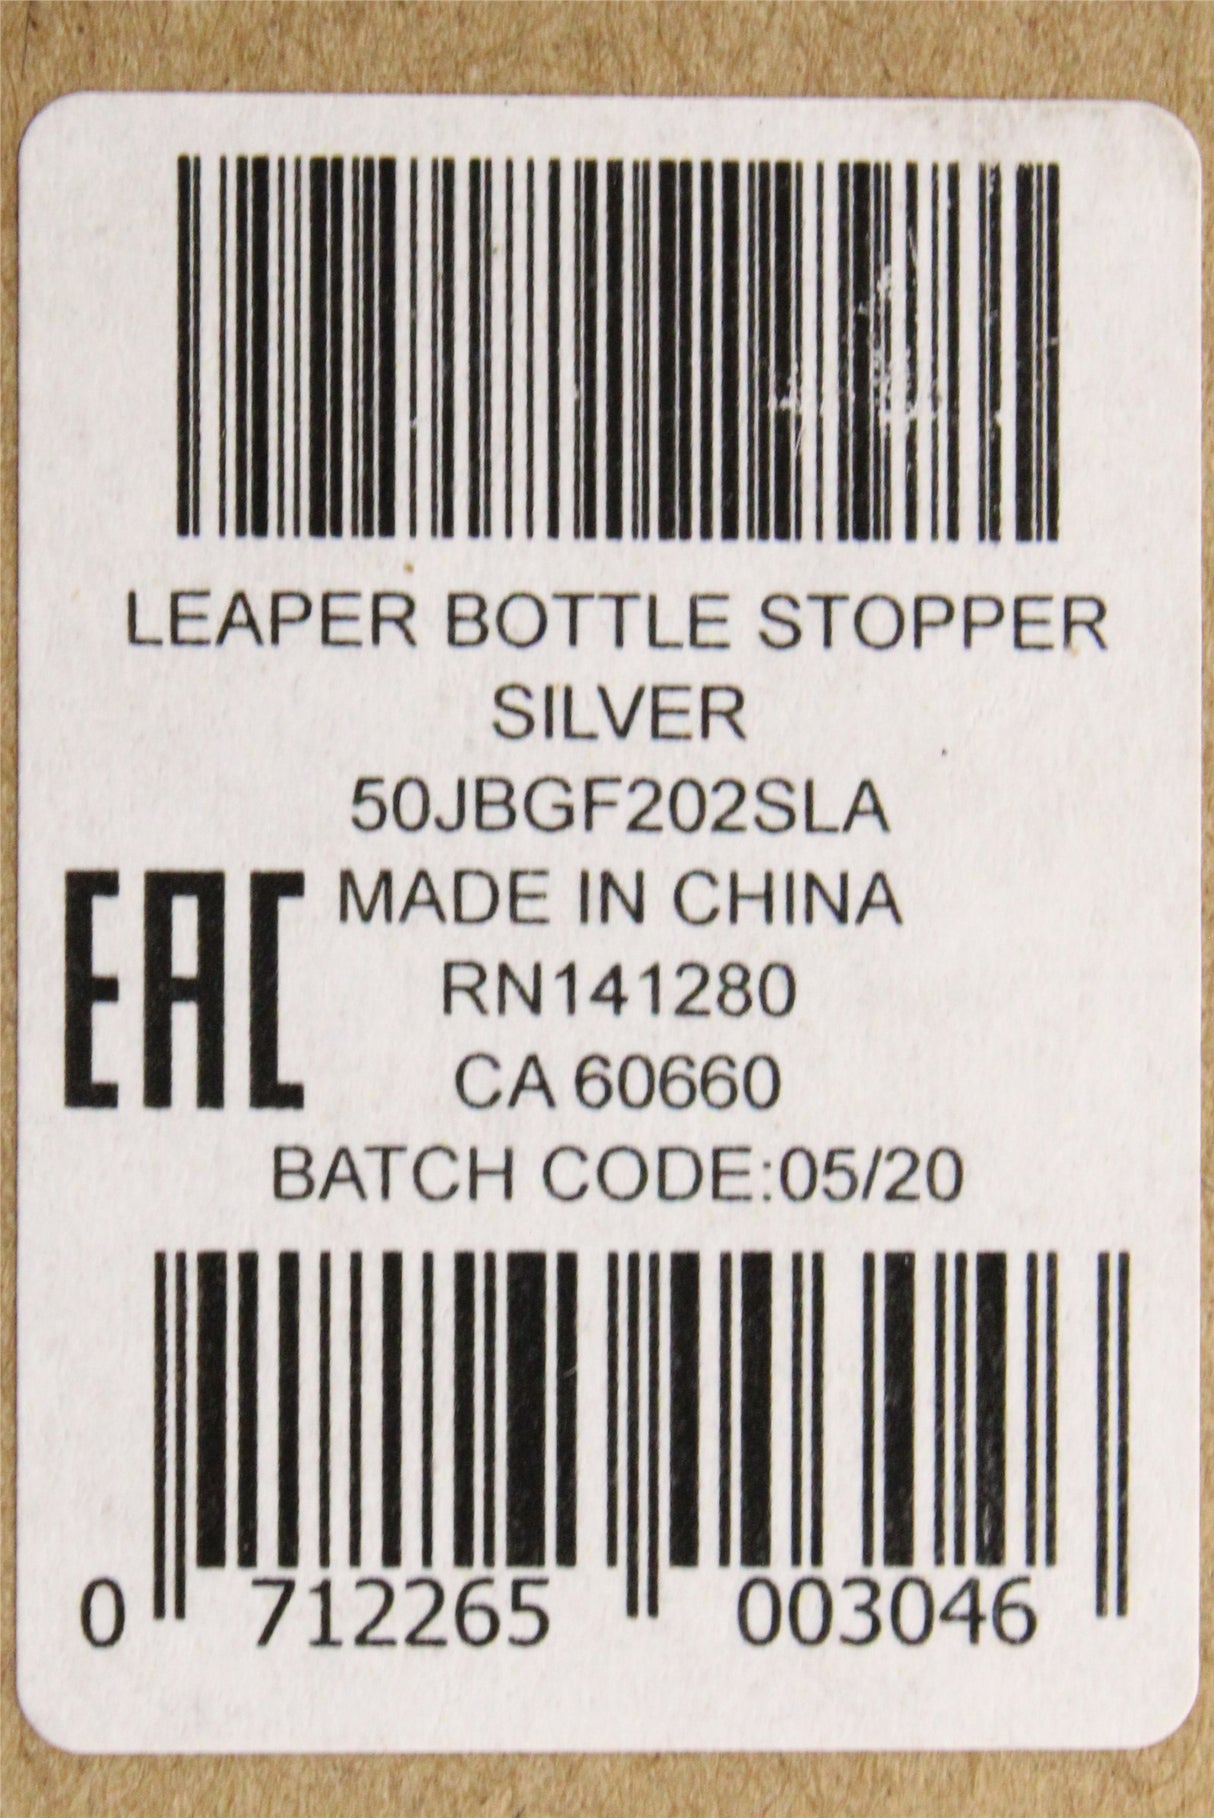 LEAPER BOTTLE STOPPER
SILVER
50JBGF202SLA
EAC
MADE IN CHINA
RN141280
CA 60660
BATCH CODE:05/20
0 712265 003046